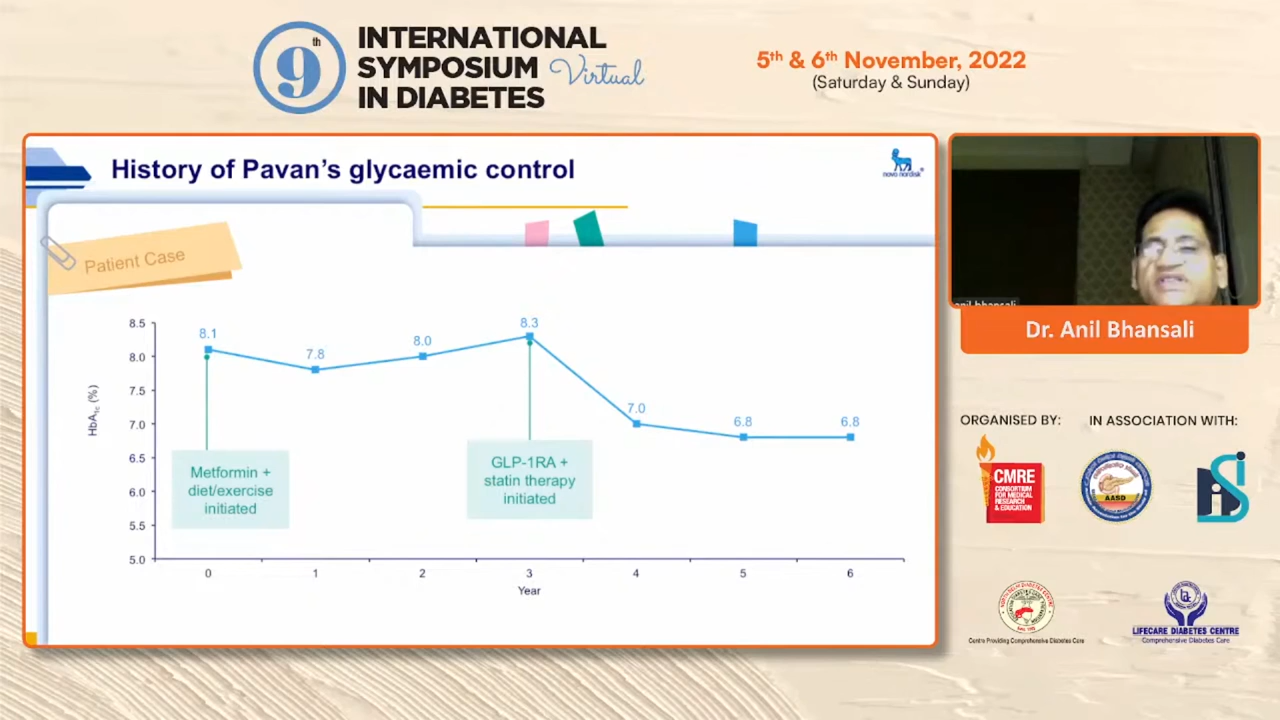 9th
INTERNATIONAL
SYMPOSIUM Virtual
IN DIABETES
5th & 6th November, 2022
(Saturday & Sunday)
History of Pavan's glycaemic control
novo nordisk®
Patient Case
HbA1c (%)
8.5
8.0
7.5
7.0
6.5
6.0
5.5
5.0
8.1
7.8
8.0
8.3
7.0
6.8
6.8
Metformin +
diet/exercise
initiated
GLP-1RA +
statin therapy
initiated
0 1 2 3 4 5 6
Year
anil bhansali
Dr. Anil Bhansali
ORGANISED BY: IN ASSOCIATION WITH:
CMRE
CONSORTIUM
FOR MEDICAL
RESEARCH
& EDUCATION
AASD
Centre Providing Comprehensive Diabetes Care
LIFECARE DIABETES CENTRE
Comprehensive Diabetes Care